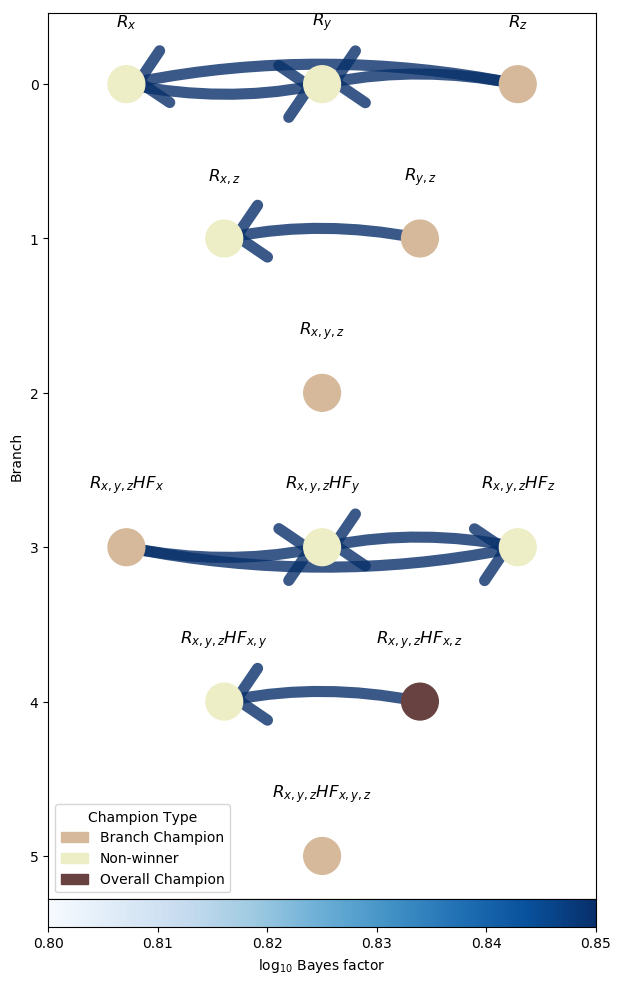 R_x R_y R_z
0
R_{x,z} R_{y,z}
1
R_{x,y,z}
2
Branch
R_{x,y,z}HF_x R_{x,y,z}HF_y R_{x,y,z}HF_z
3
R_{x,y,z}HF_{x,y} R_{x,y,z}HF_{x,z}
4
R_{x,y,z}HF_{x,y,z}
5
Champion Type
Branch Champion
Non-winner
Overall Champion
0.80 0.81 0.82 0.83 0.84 0.85
log_{10} Bayes factor